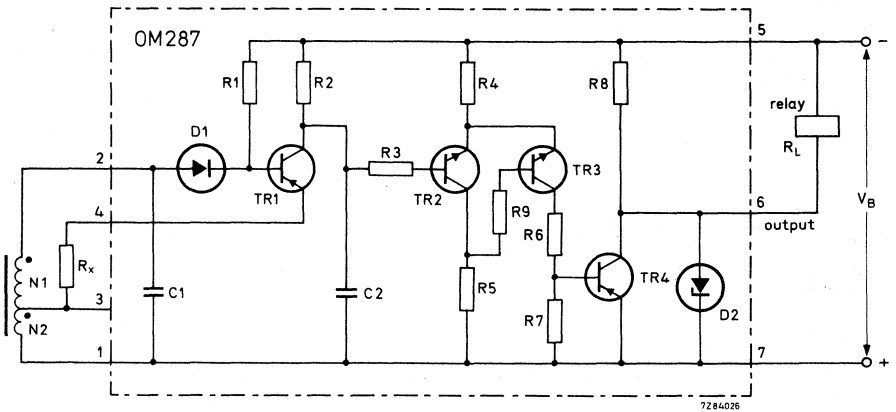 OM287
5
−
R1
R2
R4
R8
relay
RL
D1
2
R3
TR1
TR2
TR3
VB
4
R9
R6
6
output
Rx
N1
C1
C2
R5
TR4
D2
3
N2
R7
1
7
+
7Z84026